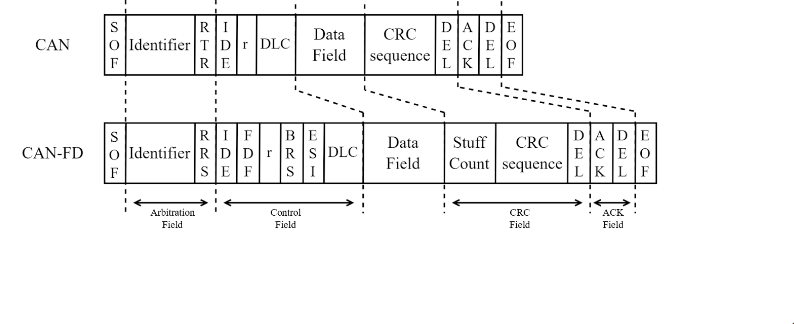 CAN
SOF
Identifier
RTR
IDE
r
DLC
Data
Field
CRC
sequence
DEL
ACK
DEL
EOF
CAN-FD
SOF
Identifier
RRS
IDE
FDF
r
BRS
ESI
DLC
Data
Field
Stuff
Count
CRC
sequence
DEL
ACK
DEL
EOF
Arbitration
Field
Control
Field
CRC
Field
ACK
Field